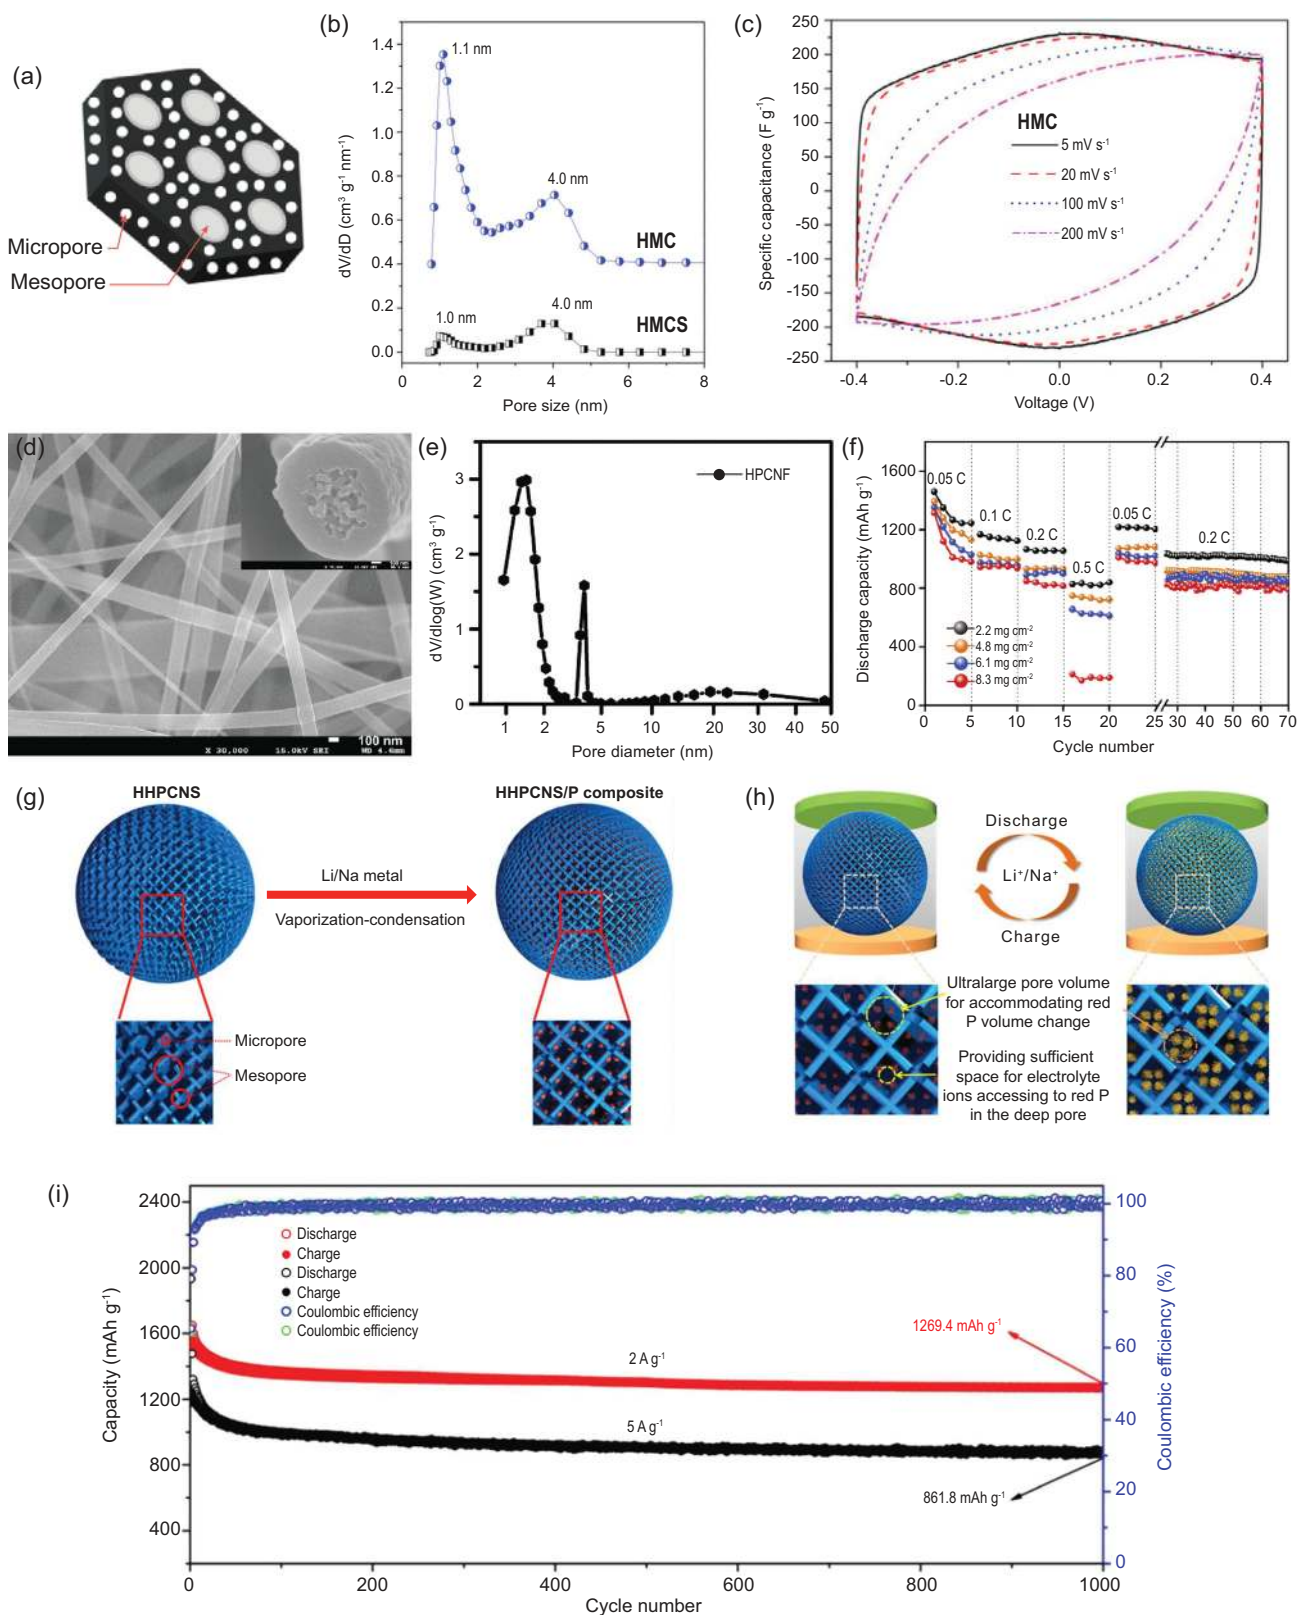 (a)
Micropore
Mesopore
(b)
dV/dD (cm³ g⁻¹ nm⁻¹)
1.4
1.2
1.0
0.8
0.6
0.4
0.2
0.0
1.1 nm
4.0 nm
HMC
1.0 nm
4.0 nm
HMCS
0
2
4
6
8
Pore size (nm)
(c)
Specific capacitance (F g⁻¹)
250
200
150
100
50
0
-50
-100
-150
-200
-250
HMC
5 mV s⁻¹
20 mV s⁻¹
100 mV s⁻¹
200 mV s⁻¹
-0.4
-0.2
0.0
0.2
0.4
Voltage (V)
(d)
100 nm
X 30,000 15.0kV SEI WD 4.6mm
(e)
dV/dlog(W) (cm³ g⁻¹)
3
2
1
0
HPCNF
1
2
5
10
20
30
40
50
Pore diameter (nm)
(f)
Discharge capacity (mAh g⁻¹)
1600
1200
800
400
0
0.05 C
0.1 C
0.2 C
0.5 C
0.05 C
0.2 C
2.2 mg cm⁻²
4.8 mg cm⁻²
6.1 mg cm⁻²
8.3 mg cm⁻²
0
5
10
15
20
25
30
40
50
60
70
Cycle number
(g)
HHPCNS
HHPCNS/P composite
Li/Na metal
Vaporization-condensation
Micropore
Mesopore
(h)
Discharge
Li⁺/Na⁺
Charge
Ultralarge pore volume
for accommodating red
P volume change
Providing sufficient
space for electrolyte
ions accessing to red P
in the deep pore
(i)
Capacity (mAh g⁻¹)
2400
2000
1600
1200
800
400
Discharge
Charge
Discharge
Charge
Coulombic efficiency
Coulombic efficiency
2 A g⁻¹
5 A g⁻¹
1269.4 mAh g⁻¹
861.8 mAh g⁻¹
100
80
60
40
20
0
Coulombic efficiency (%)
0
200
400
600
800
1000
Cycle number